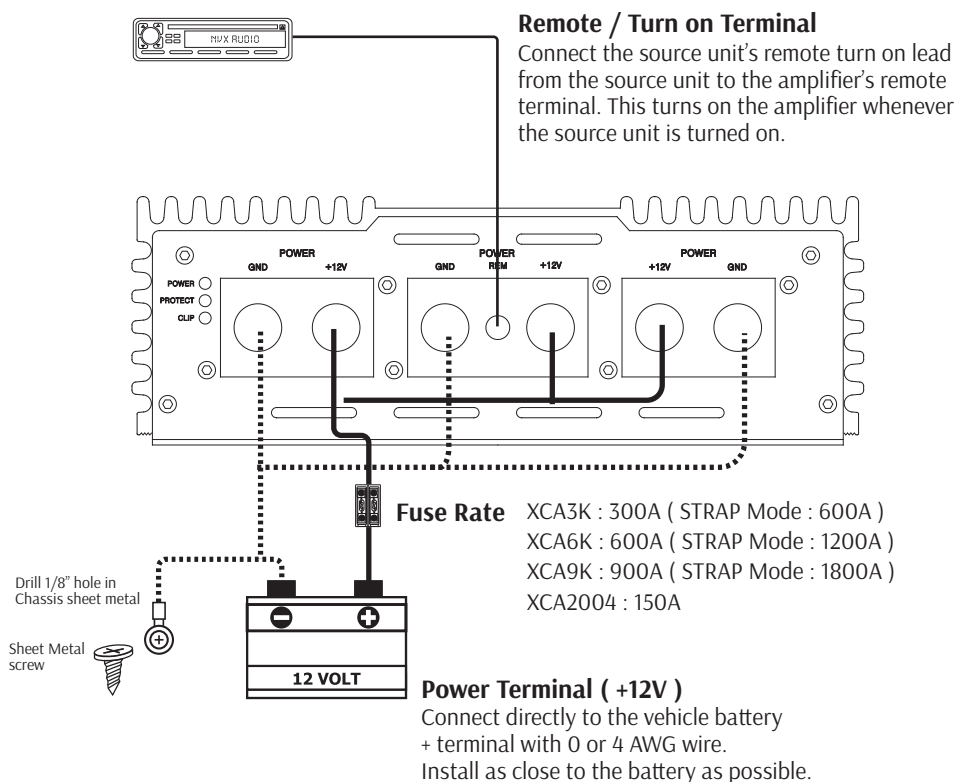 Remote / Turn on Terminal
Connect the source unit's remote turn on lead
from the source unit to the amplifier's remote
terminal. This turns on the amplifier whenever
the source unit is turned on.
NVX AUDIO
POWER
GND +12V
POWER
GND REM +12V
POWER
+12V GND
POWER
PROTECT
CLIP
Fuse Rate
XCA3K : 300A ( STRAP Mode : 600A )
XCA6K : 600A ( STRAP Mode : 1200A )
XCA9K : 900A ( STRAP Mode : 1800A )
XCA2004 : 150A
Drill 1/8" hole in
Chassis sheet metal
Sheet Metal
screw
12 VOLT
Power Terminal ( +12V )
Connect directly to the vehicle battery
+ terminal with 0 or 4 AWG wire.
Install as close to the battery as possible.